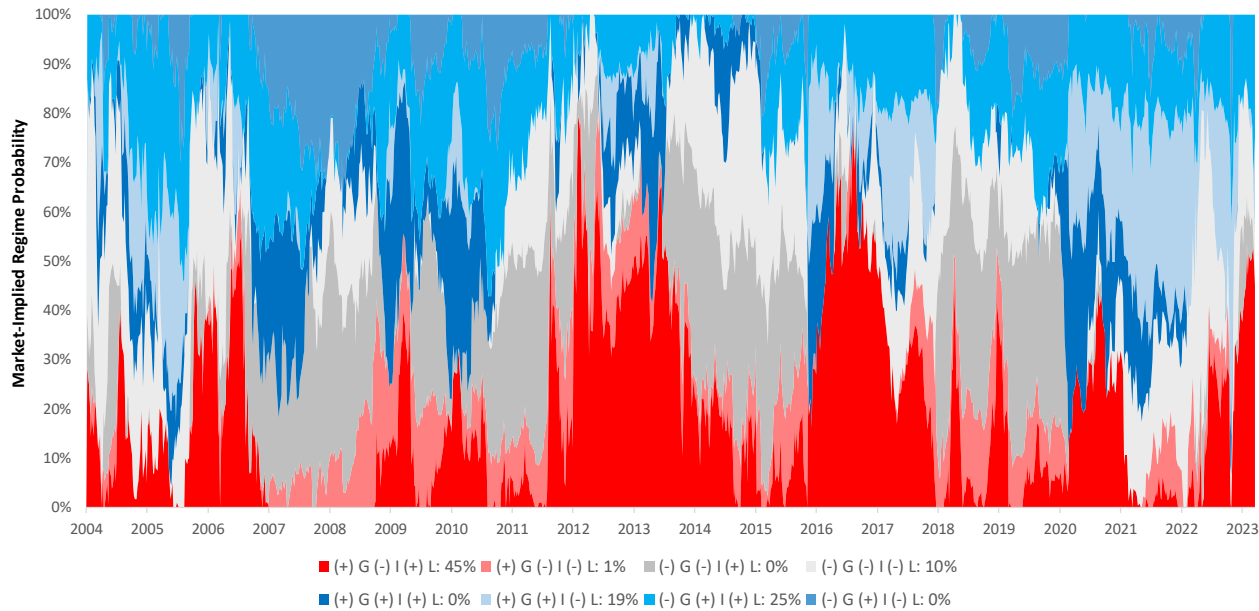 Market-Implied Regime Probability
100%
90%
80%
70%
60%
50%
40%
30%
20%
10%
0%
2004 2005 2006 2007 2008 2009 2010 2011 2012 2013 2014 2015 2016 2017 2018 2019 2020 2021 2022 2023
(+) G (-) I (+) L: 45% (+) G (-) I (-) L: 1% (-) G (-) I (+) L: 0% (-) G (-) I (-) L: 10%
(+) G (+) I (+) L: 0% (+) G (+) I (-) L: 19% (-) G (+) I (+) L: 25% (-) G (+) I (-) L: 0%